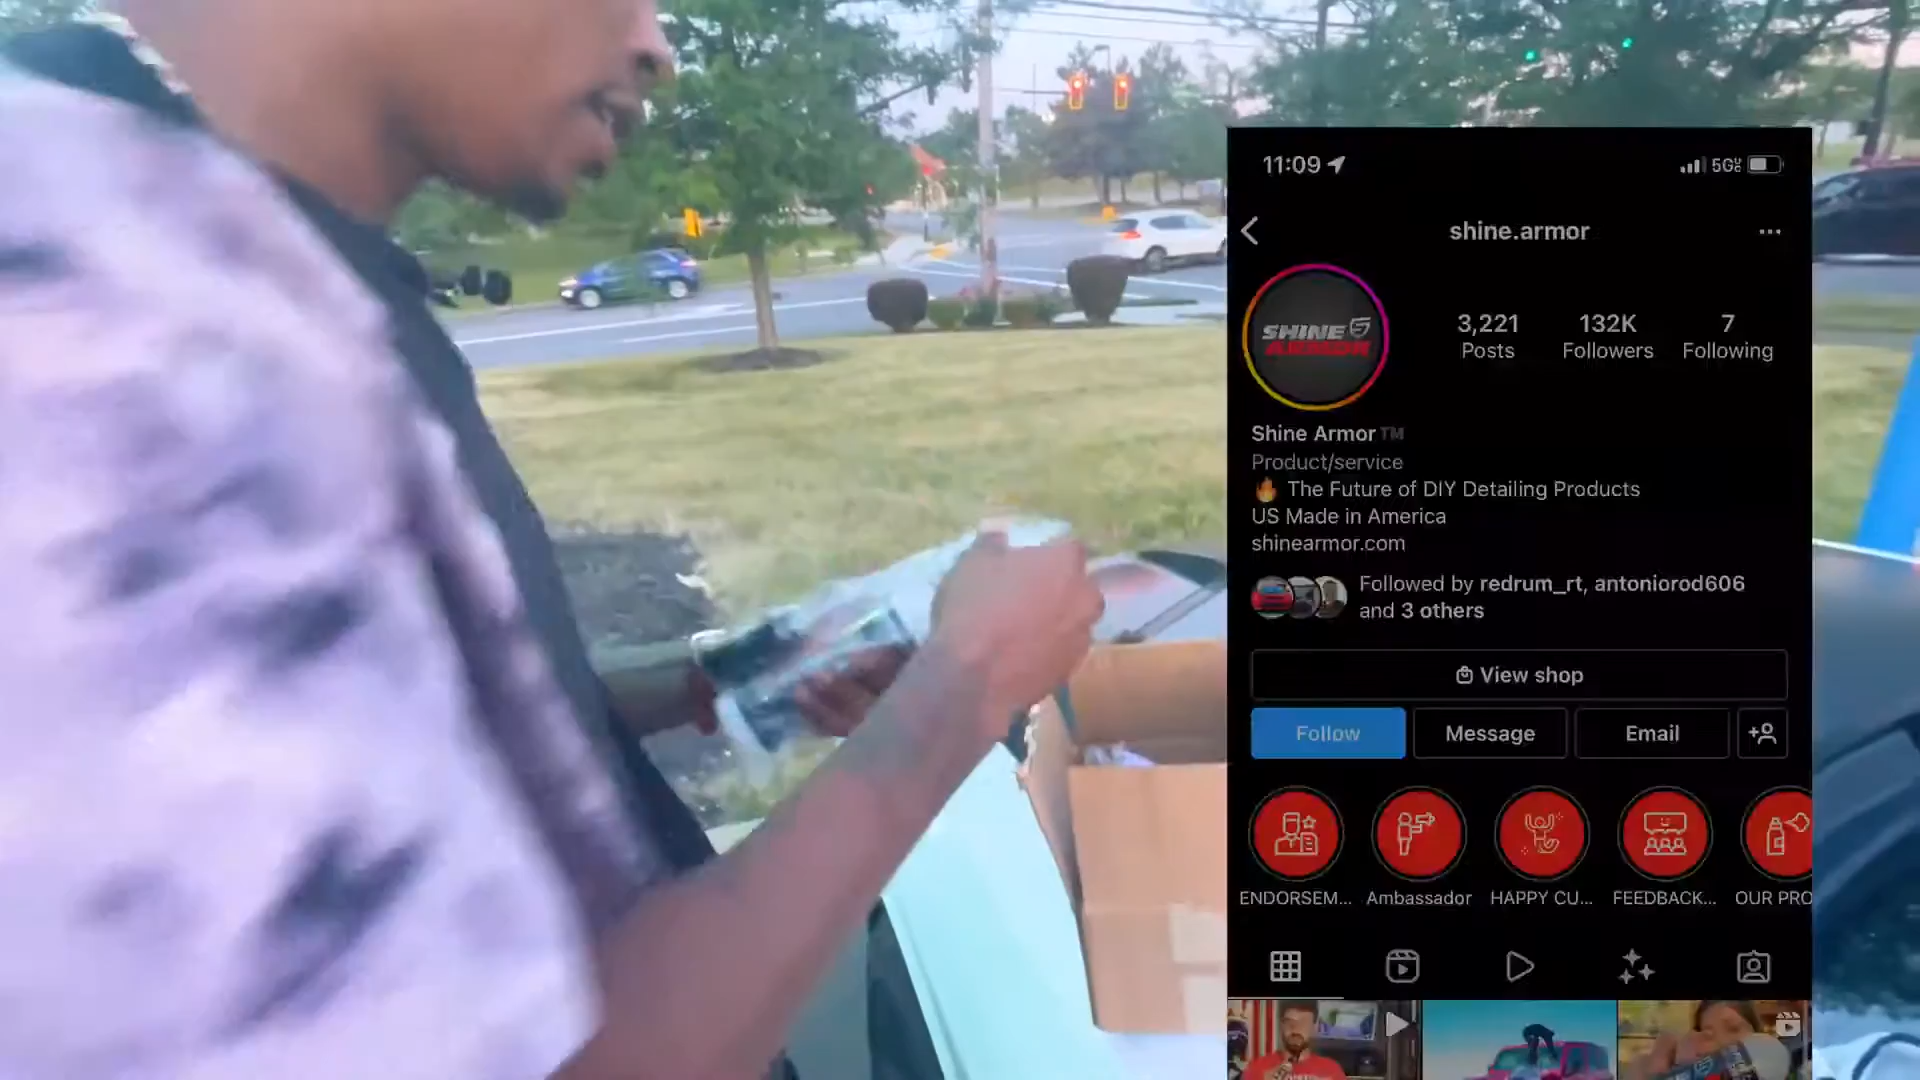 11:09
5G
shine.armor
SHINE
ARMOR
3,221
132K
7
Posts
Followers
Following
Shine Armor™
Product/service
🔥 The Future of DIY Detailing Products
US Made in America
shinearmor.com
Followed by redrum_rt, antoniorod606
and 3 others
View shop
Follow
Message
Email
ENDORSEM...
Ambassador
HAPPY CU...
FEEDBACK...
OUR PRO